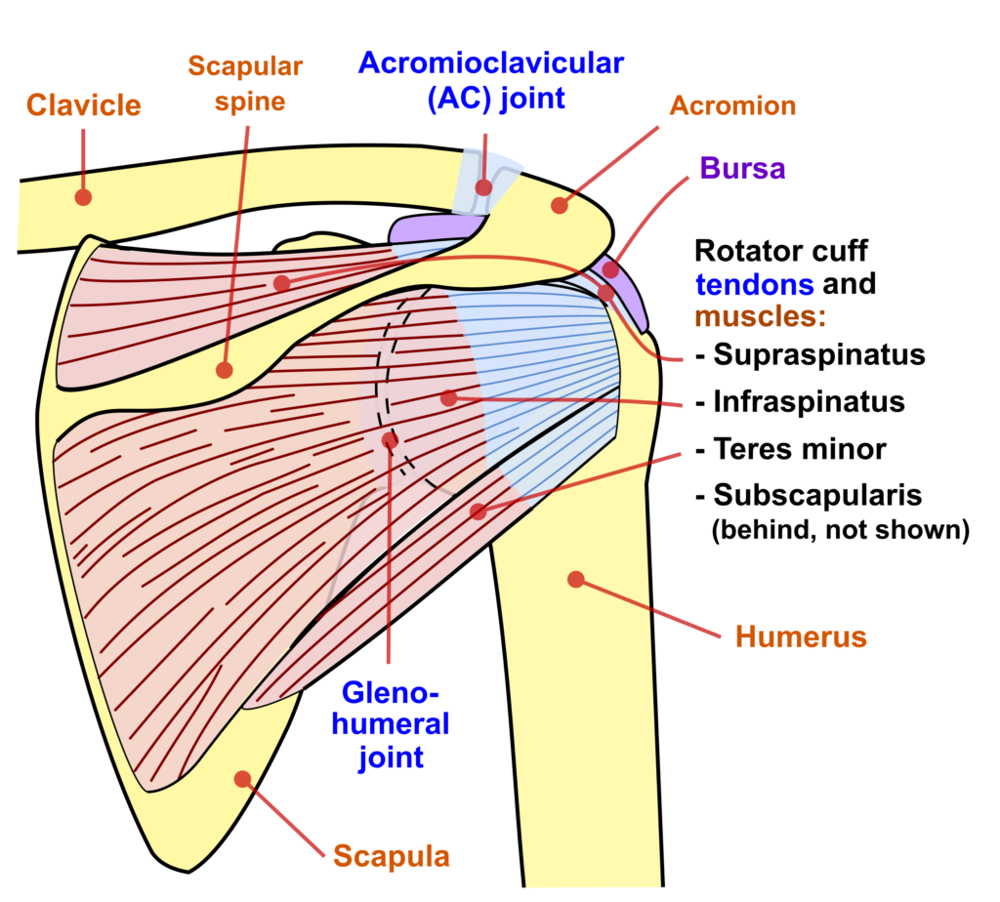 Clavicle
Scapular
spine
Acromioclavicular
(AC) joint
Acromion
Bursa
Rotator cuff
tendons and
muscles:
- Supraspinatus
- Infraspinatus
- Teres minor
- Subscapularis
(behind, not shown)
Humerus
Gleno-
humeral
joint
Scapula